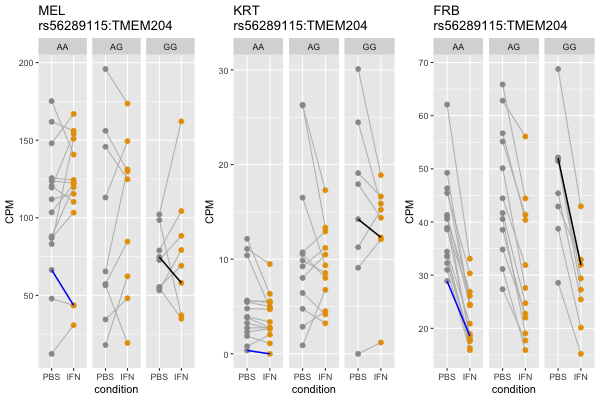 MEL
rs56289115:TMEM204
AA AG GG
200
150
100
50
CPM
PBS IFN PBS IFN PBS IFN
condition
KRT
rs56289115:TMEM204
AA AG GG
30
20
10
0
CPM
PBS IFN PBS IFN PBS IFN
condition
FRB
rs56289115:TMEM204
AA AG GG
70
60
50
40
30
20
CPM
PBS IFN PBS IFN PBS IFN
condition